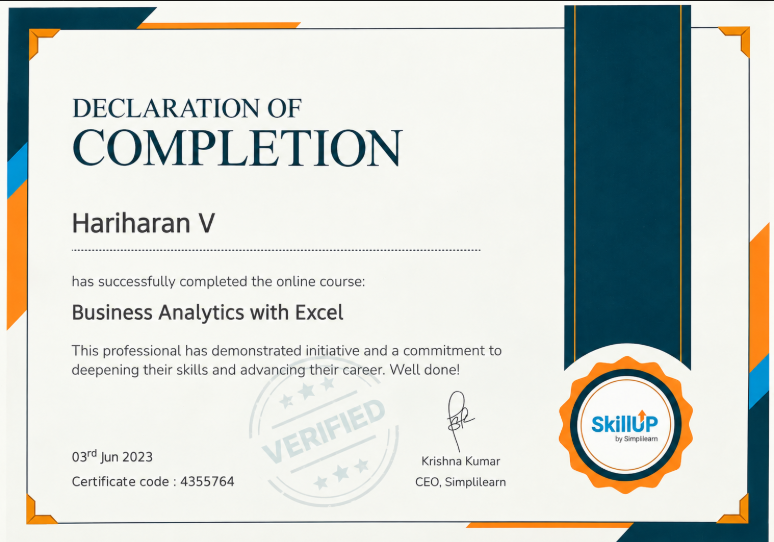 DECLARATION OF
COMPLETION
Hariharan V
has successfully completed the online course:
Business Analytics with Excel
This professional has demonstrated initiative and a commitment to
deepening their skills and advancing their career. Well done!
VERIFIED
03rd Jun 2023
Certificate code : 4355764
Krishna Kumar
CEO, Simplilearn
SkillUP
by Simplilearn